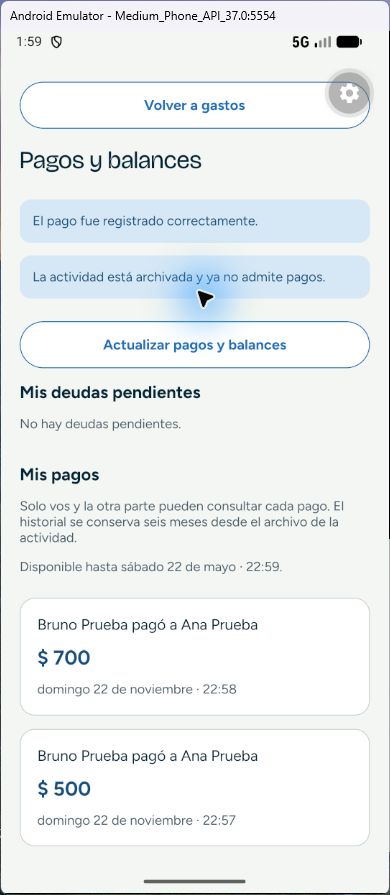 Android Emulator - Medium_Phone_API_37.0:5554
1:59
5G
Volver a gastos
Pagos y balances
El pago fue registrado correctamente.
La actividad está archivada y ya no admite pagos.
Actualizar pagos y balances
Mis deudas pendientes
No hay deudas pendientes.
Mis pagos
Solo vos y la otra parte pueden consultar cada pago. El
historial se conserva seis meses desde el archivo de la
actividad.
Disponible hasta sábado 22 de mayo · 22:59.
Bruno Prueba pagó a Ana Prueba
$ 700
domingo 22 de noviembre · 22:58
Bruno Prueba pagó a Ana Prueba
$ 500
domingo 22 de noviembre · 22:57